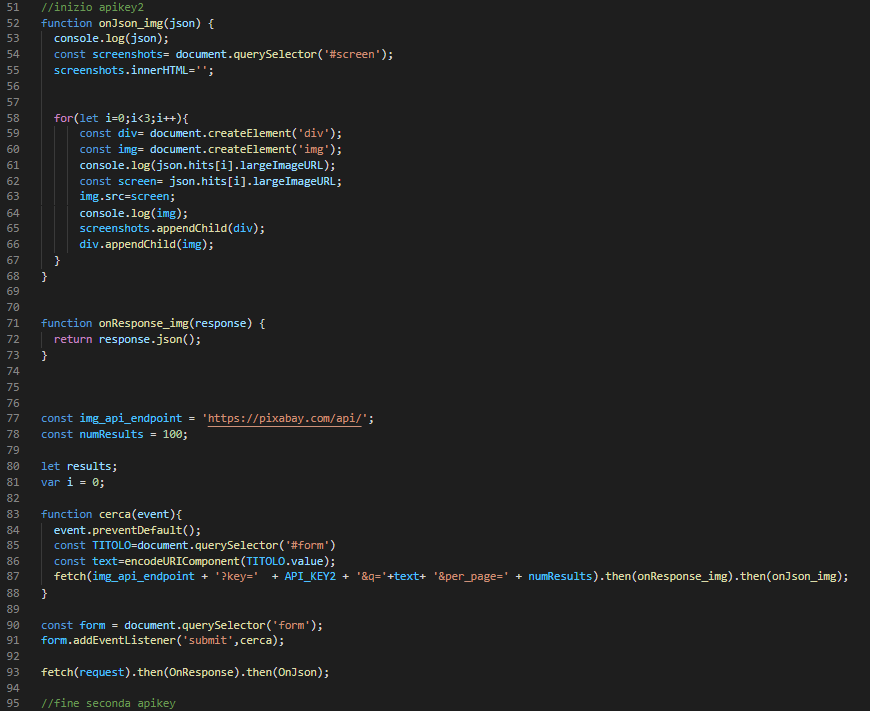 51 //inizio apikey2
52 function onJson_img(json) {
53 console.log(json);
54 const screenshots= document.querySelector('#screen');
55 screenshots.innerHTML='';
56
57
58 for(let i=0;i<3;i++){
59 const div= document.createElement('div');
60 const img= document.createElement('img');
61 console.log(json.hits[i].largeImageURL);
62 const screen= json.hits[i].largeImageURL;
63 img.src=screen;
64 console.log(img);
65 screenshots.appendChild(div);
66 div.appendChild(img);
67 }
68 }
69
70
71 function onResponse_img(response) {
72 return response.json();
73 }
74
75
76
77 const img_api_endpoint = 'https://pixabay.com/api/';
78 const numResults = 100;
79
80 let results;
81 var i = 0;
82
83 function cerca(event){
84 event.preventDefault();
85 const TITOLO=document.querySelector('#form')
86 const text=encodeURIComponent(TITOLO.value);
87 fetch(img_api_endpoint + '?key=' + API_KEY2 + '&q='+text+ '&per_page=' + numResults).then(onResponse_img).then(onJson_img);
88 }
89
90 const form = document.querySelector('form');
91 form.addEventListener('submit',cerca);
92
93 fetch(request).then(OnResponse).then(OnJson);
94
95 //fine seconda apikey